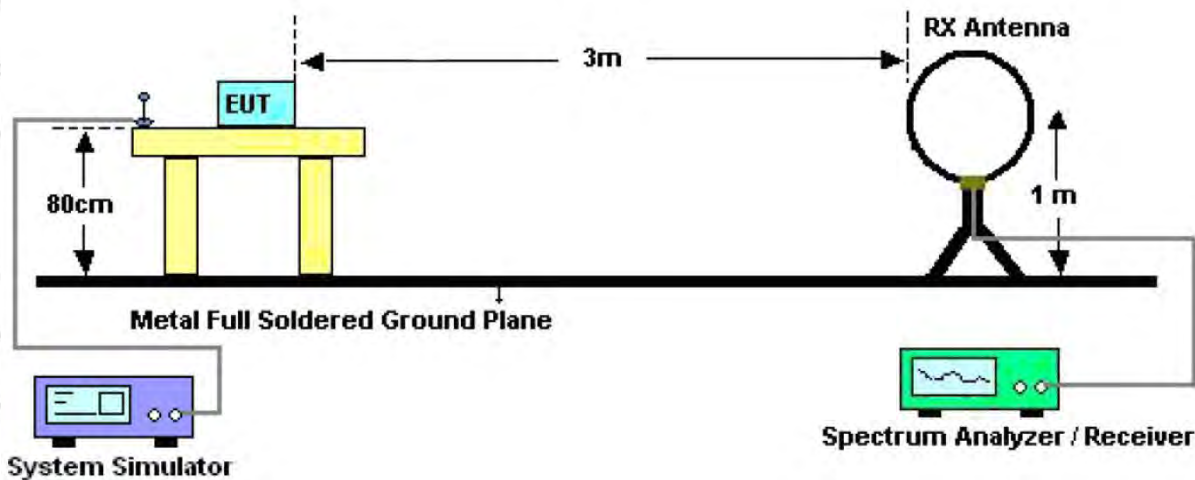 RX Antenna
3m
EUT
80cm
1 m
Metal Full Soldered Ground Plane
System Simulator
Spectrum Analyzer / Receiver